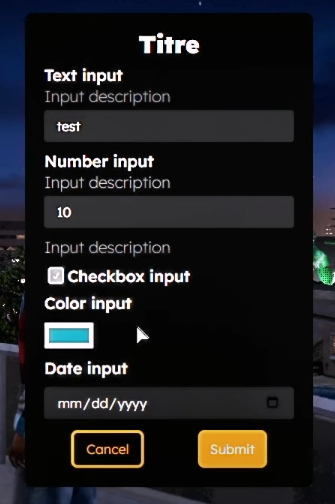 Titre
Text input
Input description
test
Number input
Input description
10
Input description
Checkbox input
Color input
Date input
mm/dd/yyyy
Cancel
Submit